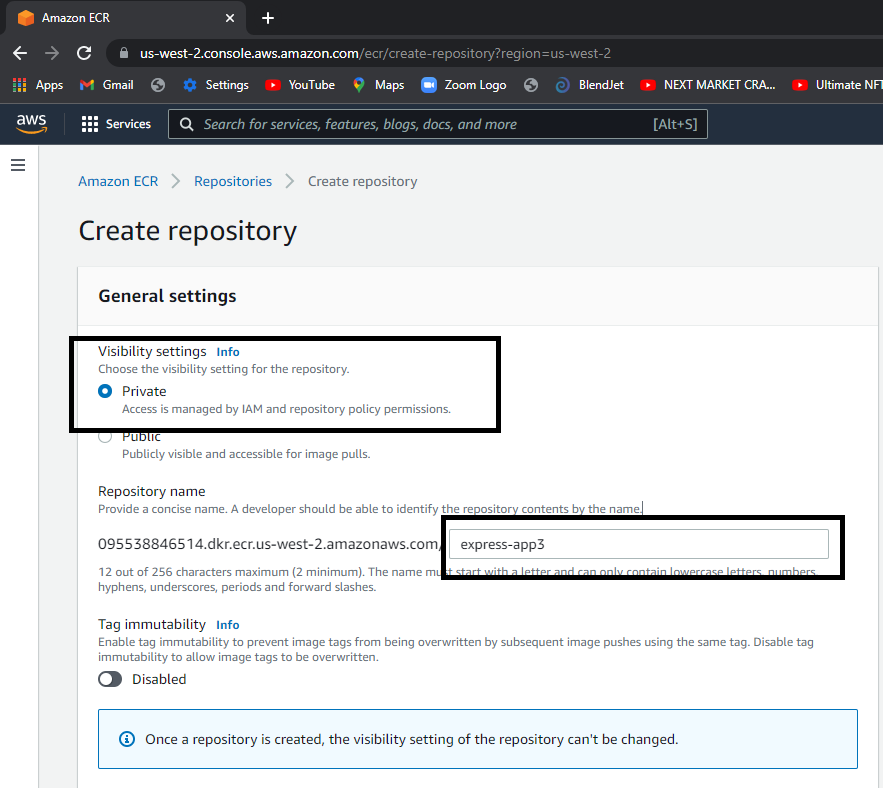 Amazon ECR
us-west-2.console.aws.amazon.com/ecr/create-repository?region=us-west-2
Apps Gmail Settings YouTube Maps Zoom Logo BlendJet NEXT MARKET CRA... Ultimate NFT
aws Services Search for services, features, blogs, docs, and more [Alt+S]
Amazon ECR Repositories Create repository
Create repository
General settings
Visibility settings Info
Choose the visibility setting for the repository.
Private
Access is managed by IAM and repository policy permissions.
Public
Publicly visible and accessible for image pulls.
Repository name
Provide a concise name. A developer should be able to identify the repository contents by the name.
095538846514.dkr.ecr.us-west-2.amazonaws.com/ express-app3
12 out of 256 characters maximum (2 minimum). The name must start with a letter and can only contain lowercase letters, numbers,
hyphens, underscores, periods and forward slashes.
Tag immutability Info
Enable tag immutability to prevent image tags from being overwritten by subsequent image pushes using the same tag. Disable tag
immutability to allow image tags to be overwritten.
Disabled
Once a repository is created, the visibility setting of the repository can't be changed.